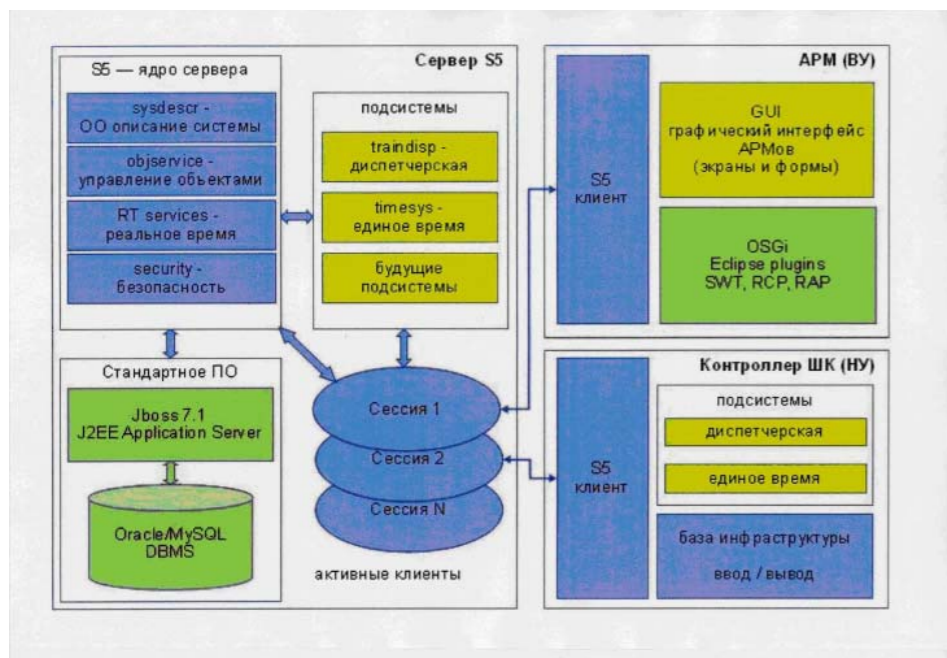 Сервер S5
S5 — ядро сервера
sysdescr -
ОО описание системы
objservice -
управление объектами
RT services -
реальное время
security -
безопасность
подсистемы
traindisp -
диспетчерская
timesys -
единое время
будущие
подсистемы
Стандартное ПО
Jboss 7.1
J2EE Application Server
Oracle/MySQL
DBMS
Сессия 1
Сессия 2
Сессия N
активные клиенты
АРМ (ВУ)
S5
клиент
GUI
графический интерфейс
АРМов
(экраны и формы)
OSGi
Eclipse plugins
SWT, RCP, RAP
Контроллер ШК (НУ)
S5
клиент
подсистемы
диспетчерская
единое время
база инфраструктуры
ввод / вывод